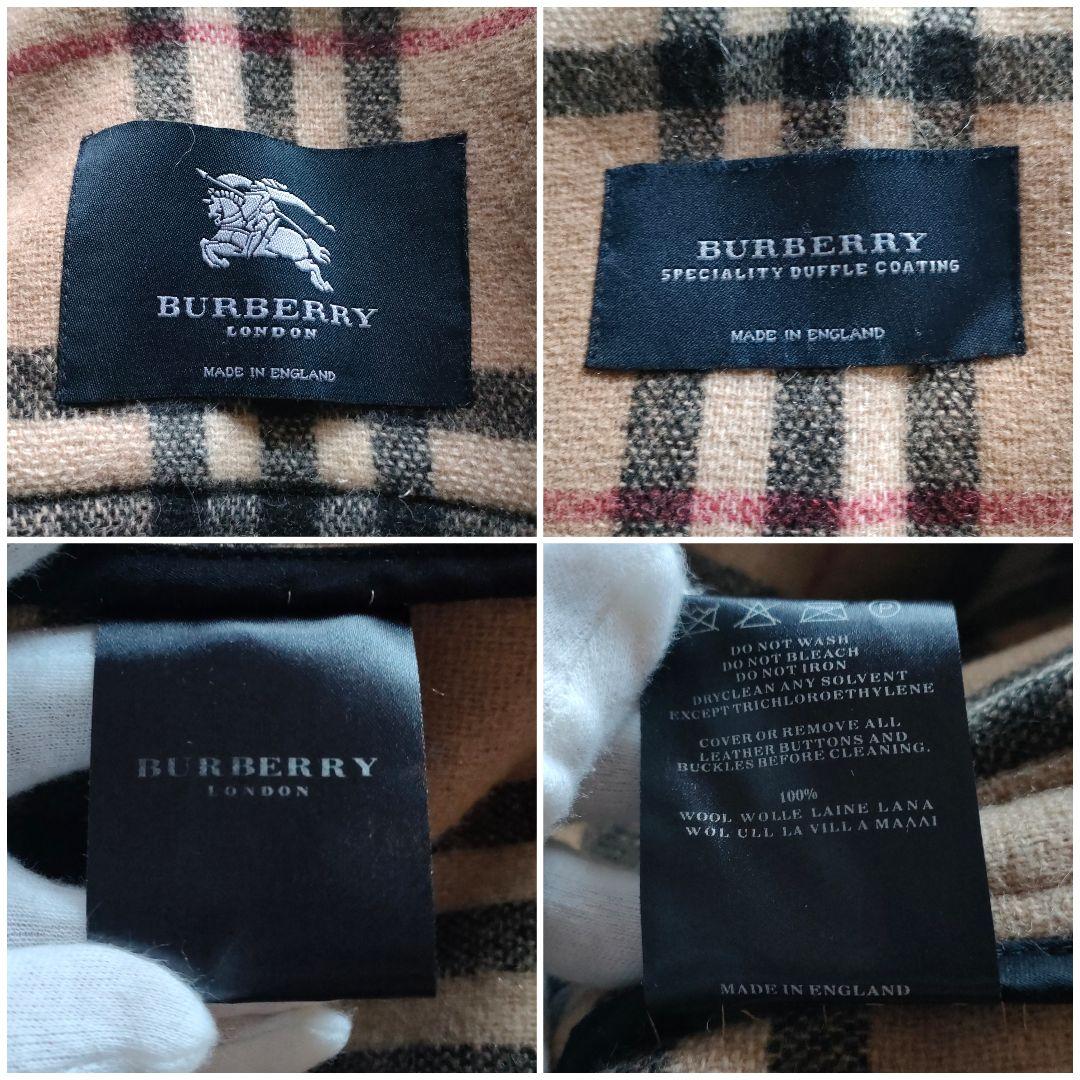 BURBERRY
LONDON
MADE IN ENGLAND
BURBERRY
SPECIALITY DUFFLE COATING
MADE IN ENGLAND
BURBERRY
LONDON
P
DO NOT WASH
DO NOT BLEACH
DO NOT IRON
DRYCLEAN ANY SOLVENT
EXCEPT TRICHLOROETHYLENE
COVER OR REMOVE ALL
LEATHER BUTTONS AND
BUCKLES BEFORE CLEANING.
100%
WOOL WOLLE LAINE LANA
WOL ULL LA VILLA ΜΑΛΛΙ
MADE IN ENGLAND